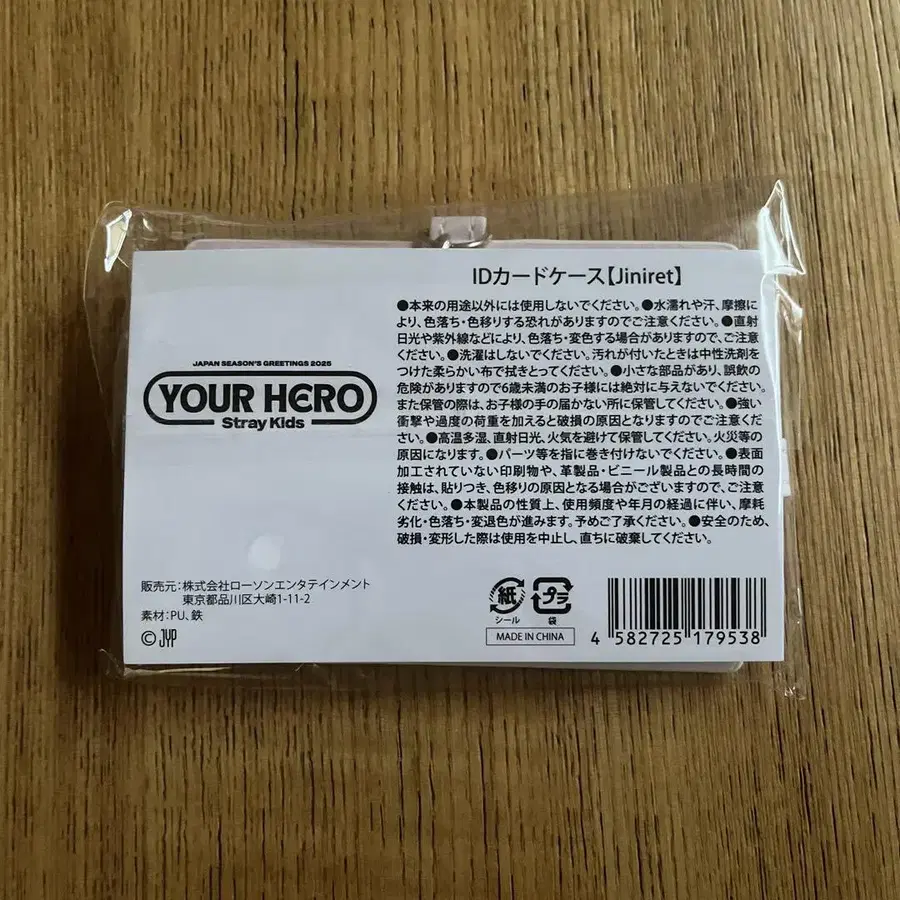 IDカードケース【Jiniret】
●本来の用途以外には使用しないでください。●水濡れや汗、摩擦に
より、色落ち・色移りする恐れがありますのでご注意ください。●直射
日光や紫外線などにより、色落ち・変色する場合がありますので、ご注意
ください。●洗濯はしないでください。汚れが付いたときは中性洗剤を
つけた柔らかい布で拭きとってください。●小さな部品があり、誤飲の
危険がありますので6歳未満のお子様には絶対に与えないでください。
また保管の際は、お子様の手の届かない所に保管してください。●強い
衝撃や過度の荷重を加えると破損の原因となりますのでご注意くださ
い。●高温多湿、直射日光、火気を避けて保管してください。火災等の
原因になります。●パーツ等を指に巻き付けないでください。●表面
加工されていない印刷物や、革製品・ビニール製品との長時間の
接触は、貼りつき、色移りの原因となる場合がございますので、ご注意
ください。●本製品の性質上、使用頻度や年月の経過に伴い、摩耗
劣化・色落ち・変退色が進みます。予めご了承ください。●安全のため、
破損・変形した際は使用を中止し、直ちに破棄してください。
JAPAN SEASON'S GREETINGS 2025
YOUR HERO
Stray Kids
販売元：株式会社ローソンエンタテインメント
東京都品川区大崎1-11-2
素材：PU、鉄
© JYP
紙
シール
プラ
袋
MADE IN CHINA
4 582725 179538